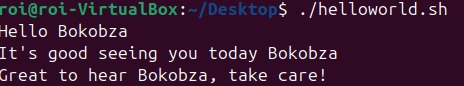 roi@roi-VirtualBox:~/Desktop$ ./helloworld.sh
Hello Bokobza
It's good seeing you today Bokobza
Great to hear Bokobza, take care!